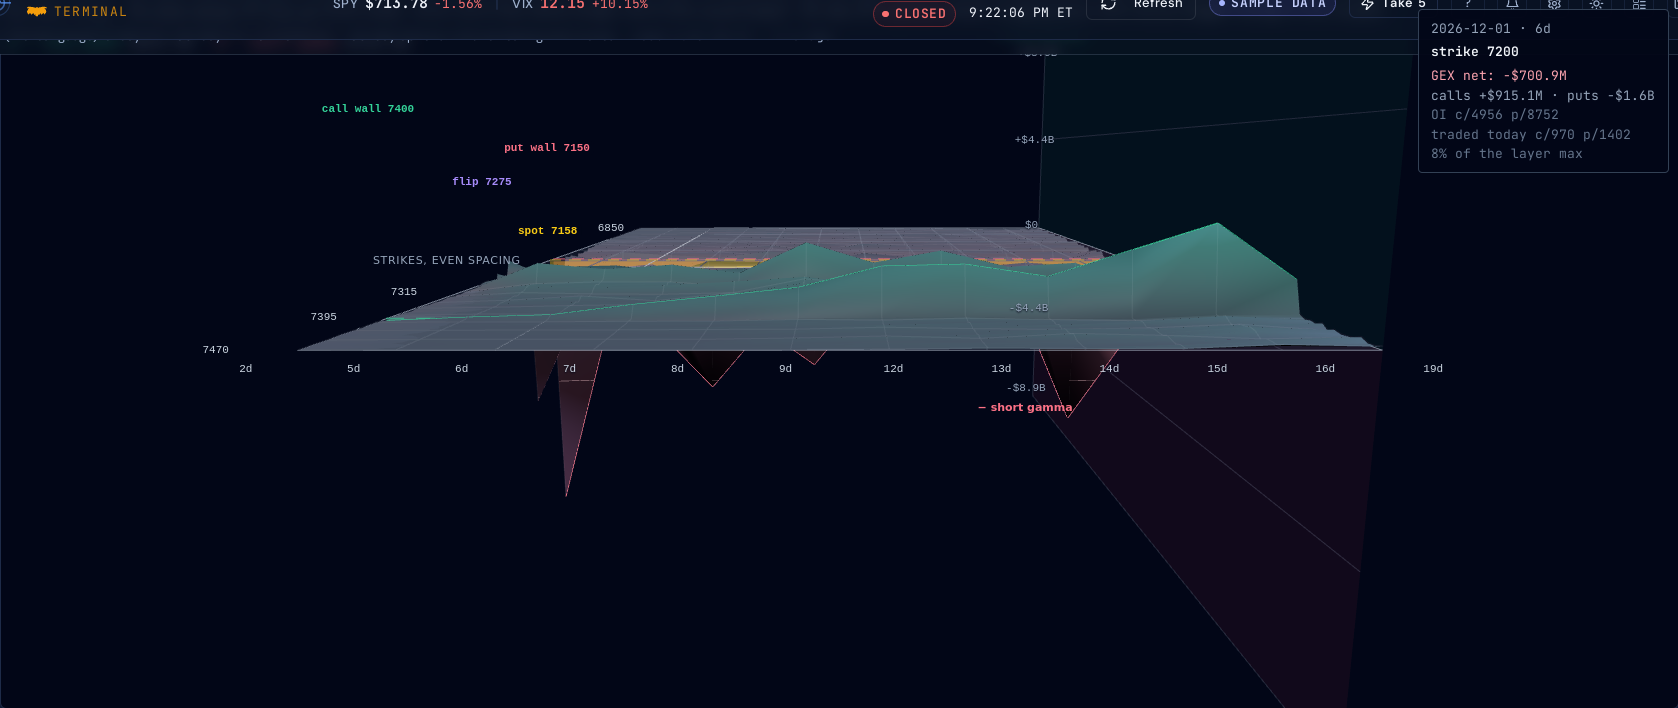 TERMINAL
SPY $713.78 -1.56% VIX 12.15 +10.15%
CLOSED 9:22:06 PM ET Refresh SAMPLE DATA Take 5 ?
2026-12-01 · 6d
strike 7200
GEX net: -$700.9M
calls +$915.1M · puts -$1.6B
OI c/4956 p/8752
traded today c/970 p/1402
8% of the layer max
call wall 7400
+$4.4B
put wall 7150
flip 7275
$0
6850
spot 7158
STRIKES, EVEN SPACING
7315
-$4.4B
7395
7470
2d 5d 6d 7d 8d 9d 12d 13d 14d 15d 16d 19d
-$8.9B
— short gamma